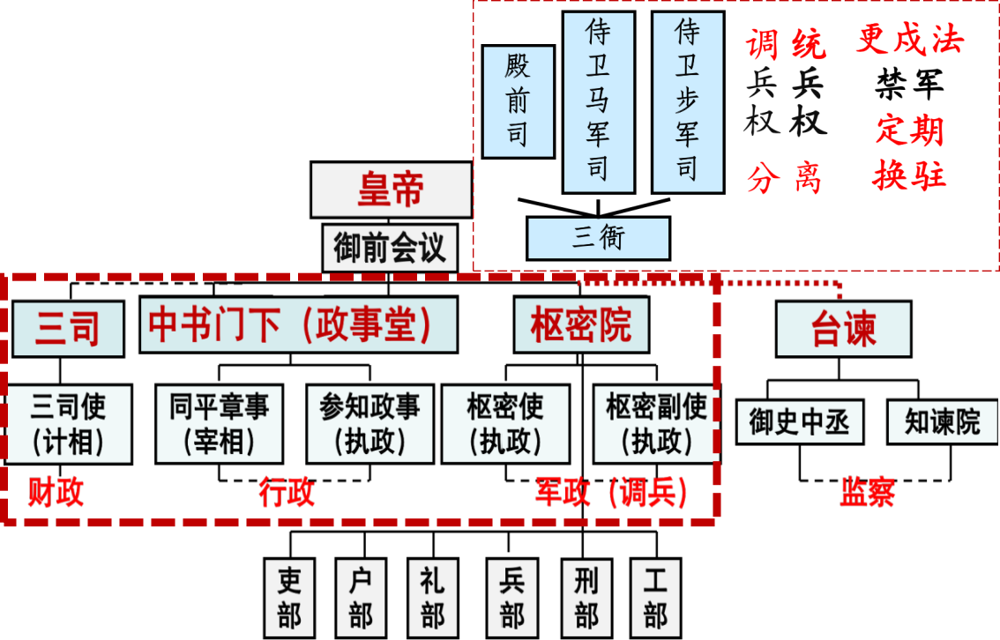 殿前司
侍卫马军司
侍卫步军司
调兵权
统兵权
分离
更戍法
禁军
定期
换驻
三衙
皇帝
御前会议
三司
中书门下（政事堂）
枢密院
台谏
三司使
(计相)
同平章事
(宰相)
参知政事
(执政)
枢密使
(执政)
枢密副使
(执政)
御史中丞
知谏院
财政
行政
军政（调兵）
监察
吏部
户部
礼部
兵部
刑部
工部